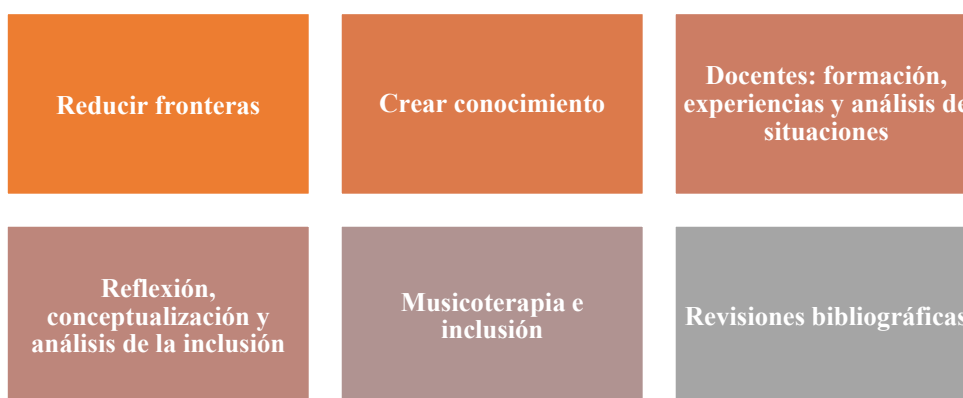 Reducir fronteras
Crear conocimiento
Docentes: formación,
experiencias y análisis de
situaciones
Reflexión,
conceptualización y
análisis de la inclusión
Musicoterapia e
inclusión
Revisiones bibliográficas